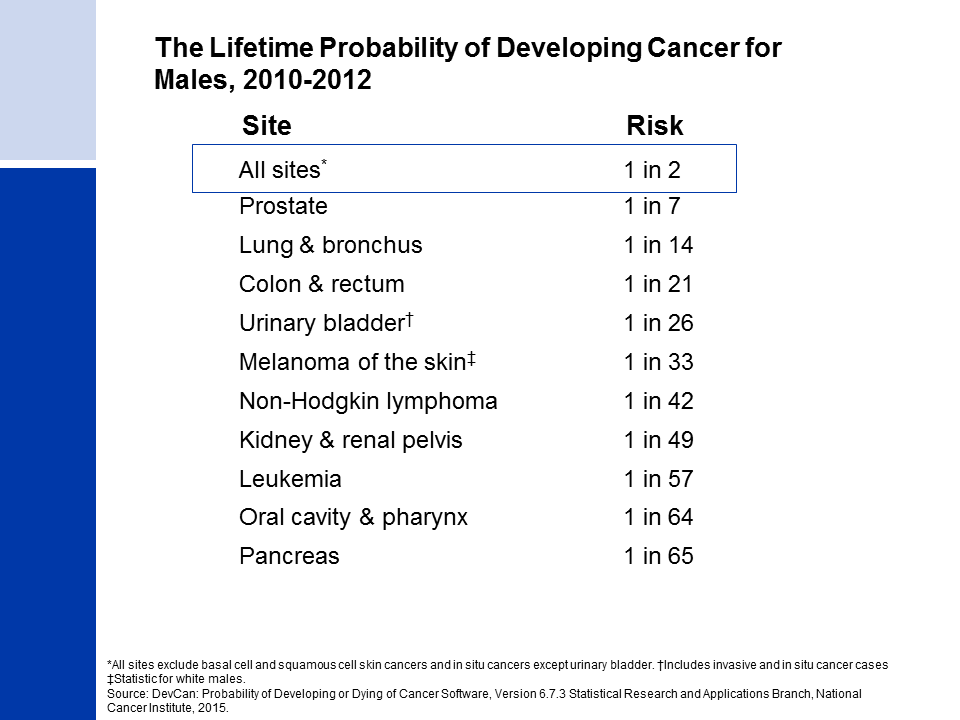 The Lifetime Probability of Developing Cancer for
Males, 2010-2012
Site Risk
All sites* 1 in 2
Prostate 1 in 7
Lung & bronchus 1 in 14
Colon & rectum 1 in 21
Urinary bladder† 1 in 26
Melanoma of the skin‡ 1 in 33
Non-Hodgkin lymphoma 1 in 42
Kidney & renal pelvis 1 in 49
Leukemia 1 in 57
Oral cavity & pharynx 1 in 64
Pancreas 1 in 65
*All sites exclude basal cell and squamous cell skin cancers and in situ cancers except urinary bladder. †Includes invasive and in situ cancer cases
‡Statistic for white males.
Source: DevCan: Probability of Developing or Dying of Cancer Software, Version 6.7.3 Statistical Research and Applications Branch, National
Cancer Institute, 2015.